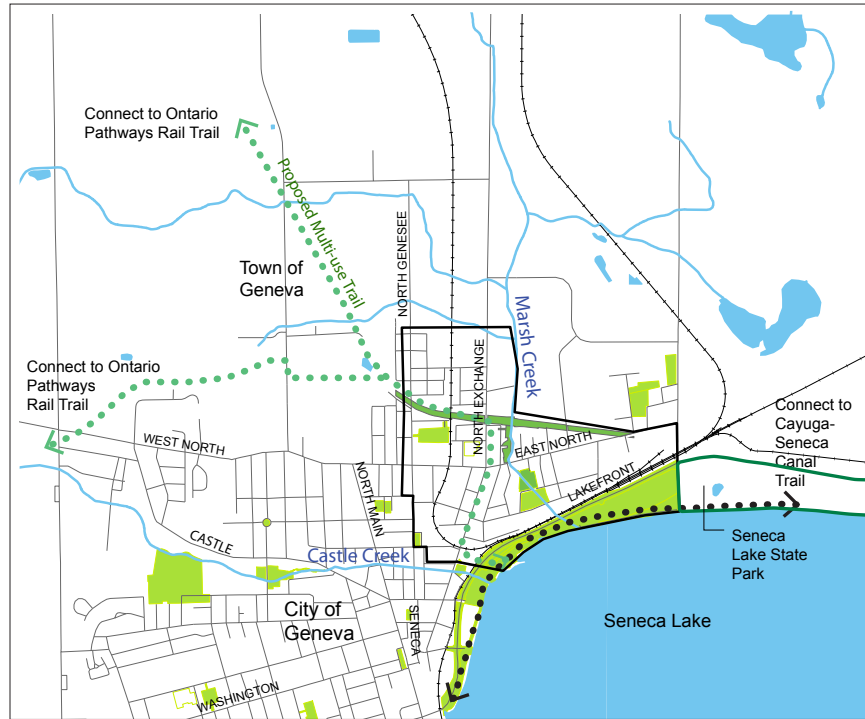 Connect to Ontario
Pathways Rail Trail
Proposed Multi-use Trail
Town of
Geneva
NORTH GENESEE
Marsh Creek
NORTH EXCHANGE
Connect to Ontario
Pathways
Rail Trail
WEST NORTH
EAST NORTH
Connect to
Cayuga-
Seneca
Canal
Trail
NORTH MAIN
LAKEFRONT
CASTLE
Castle Creek
Seneca
Lake State
Park
City of
Geneva
SENECA
Seneca Lake
WASHINGTON